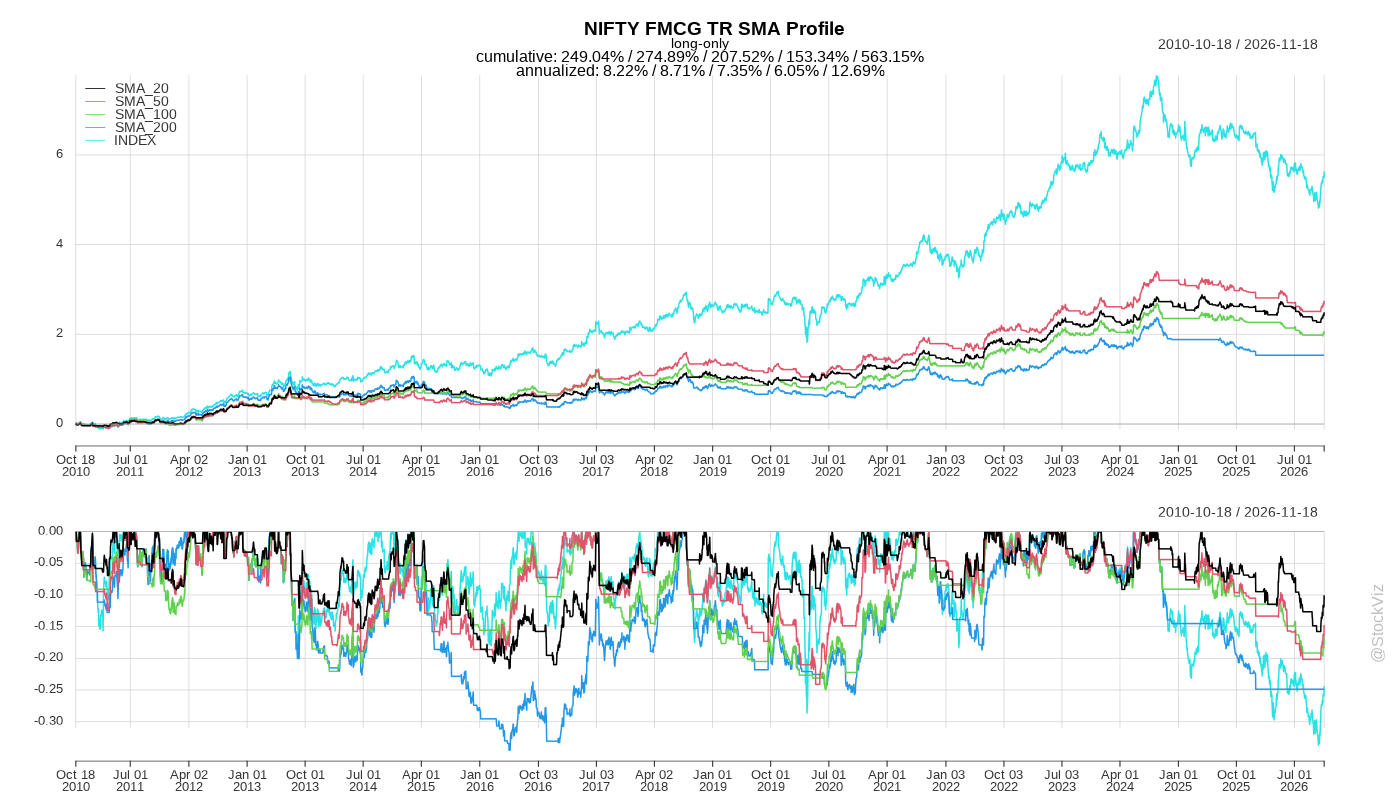 NIFTY FMCG TR SMA Profile
long-only
cumulative: 249.04% / 274.89% / 207.52% / 153.34% / 563.15%
annualized: 8.22% / 8.71% / 7.35% / 6.05% / 12.69%
2010-10-18 / 2026-11-18
SMA_20
SMA_50
SMA_100
SMA_200
INDEX
6
4
2
0
Oct 18 Jul 01 Apr 02 Jan 01 Oct 01 Jul 01 Apr 01 Jan 01 Oct 03 Jul 03 Apr 02 Jan 01 Oct 01 Jul 01 Apr 01 Jan 03 Oct 03 Jul 03 Apr 01 Jan 01 Oct 01 Jul 01
2010 2011 2012 2013 2013 2014 2015 2016 2016 2017 2018 2019 2019 2020 2021 2022 2022 2023 2024 2025 2025 2026
2010-10-18 / 2026-11-18
0.00
-0.05
-0.10
-0.15
-0.20
-0.25
-0.30
Oct 18 Jul 01 Apr 02 Jan 01 Oct 01 Jul 01 Apr 01 Jan 01 Oct 03 Jul 03 Apr 02 Jan 01 Oct 01 Jul 01 Apr 01 Jan 03 Oct 03 Jul 03 Apr 01 Jan 01 Oct 01 Jul 01
2010 2011 2012 2013 2013 2014 2015 2016 2016 2017 2018 2019 2019 2020 2021 2022 2022 2023 2024 2025 2025 2026
@StockViz